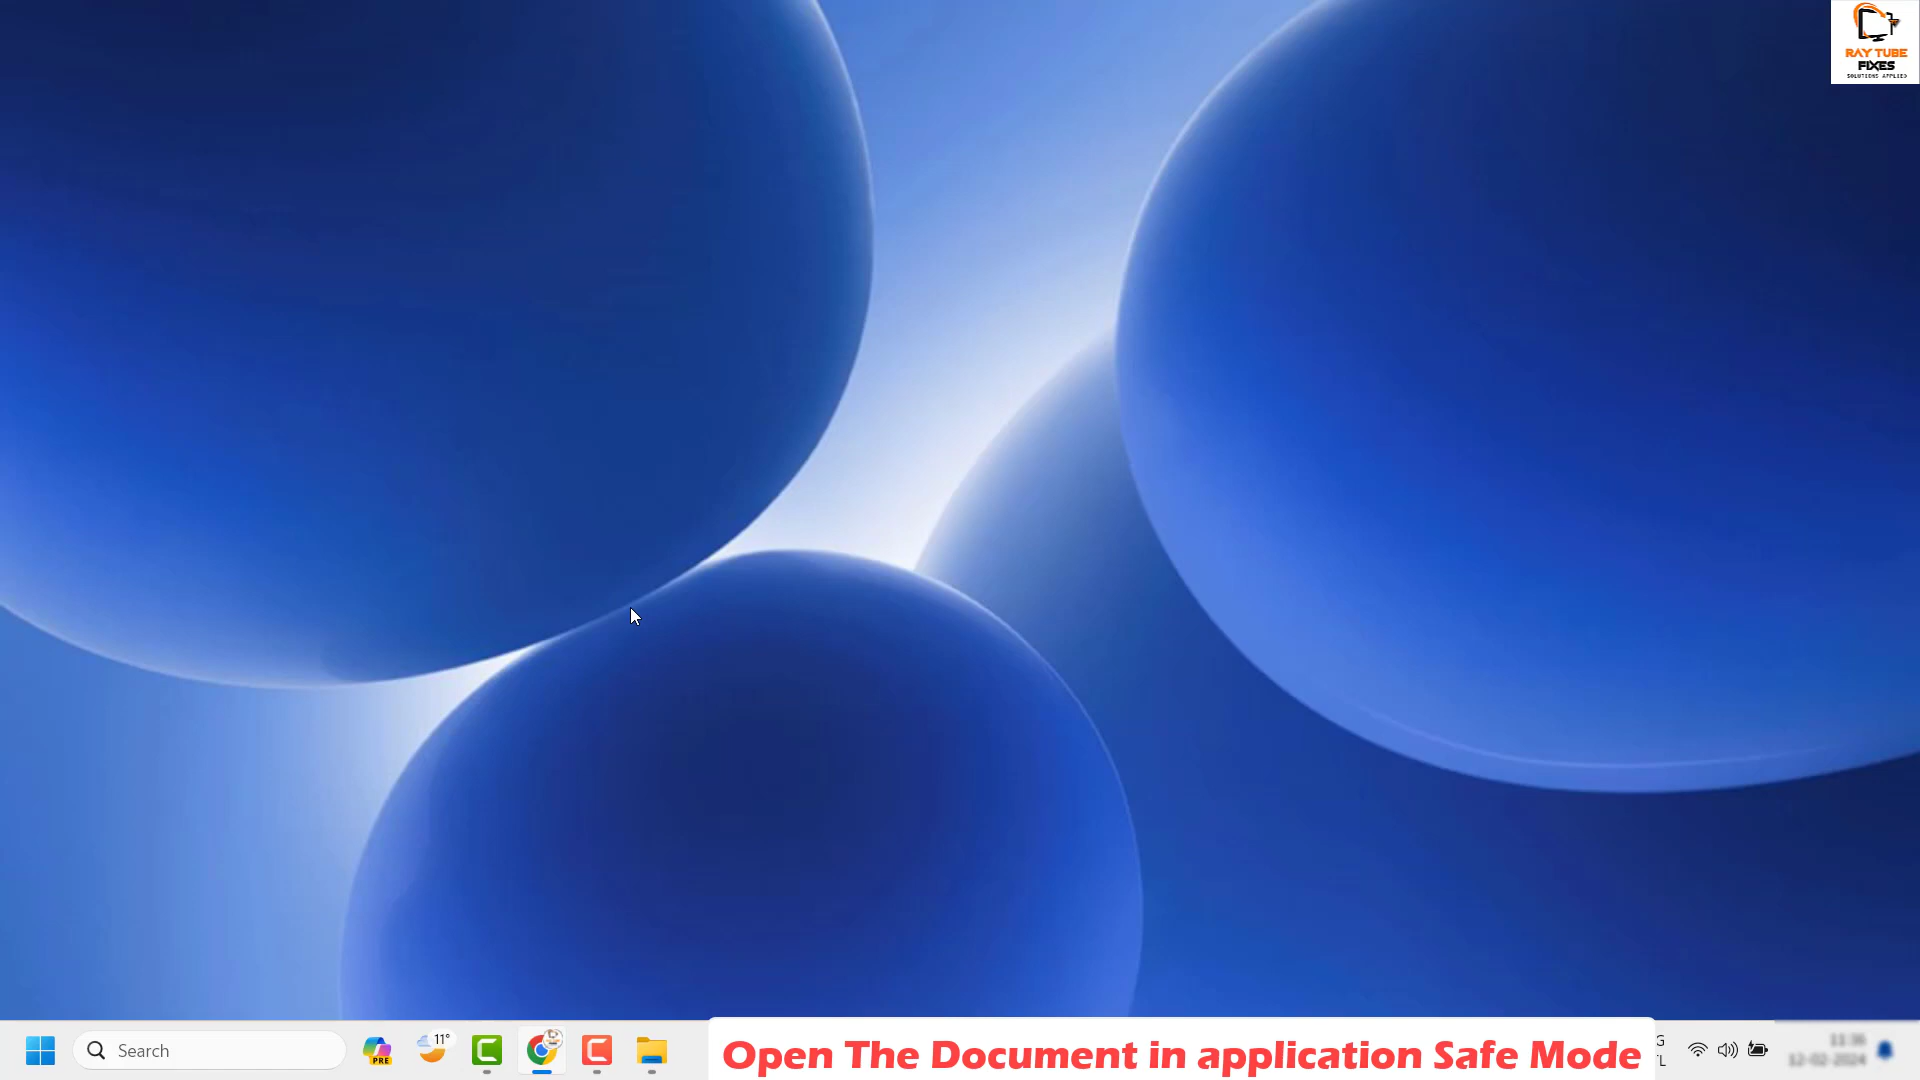 RAY TUBE
FIXES
SOLUTIONS APPLIED
Search
PRE
11°
Open The Document in application Safe Mode
G
L
11:36
12-02-2024